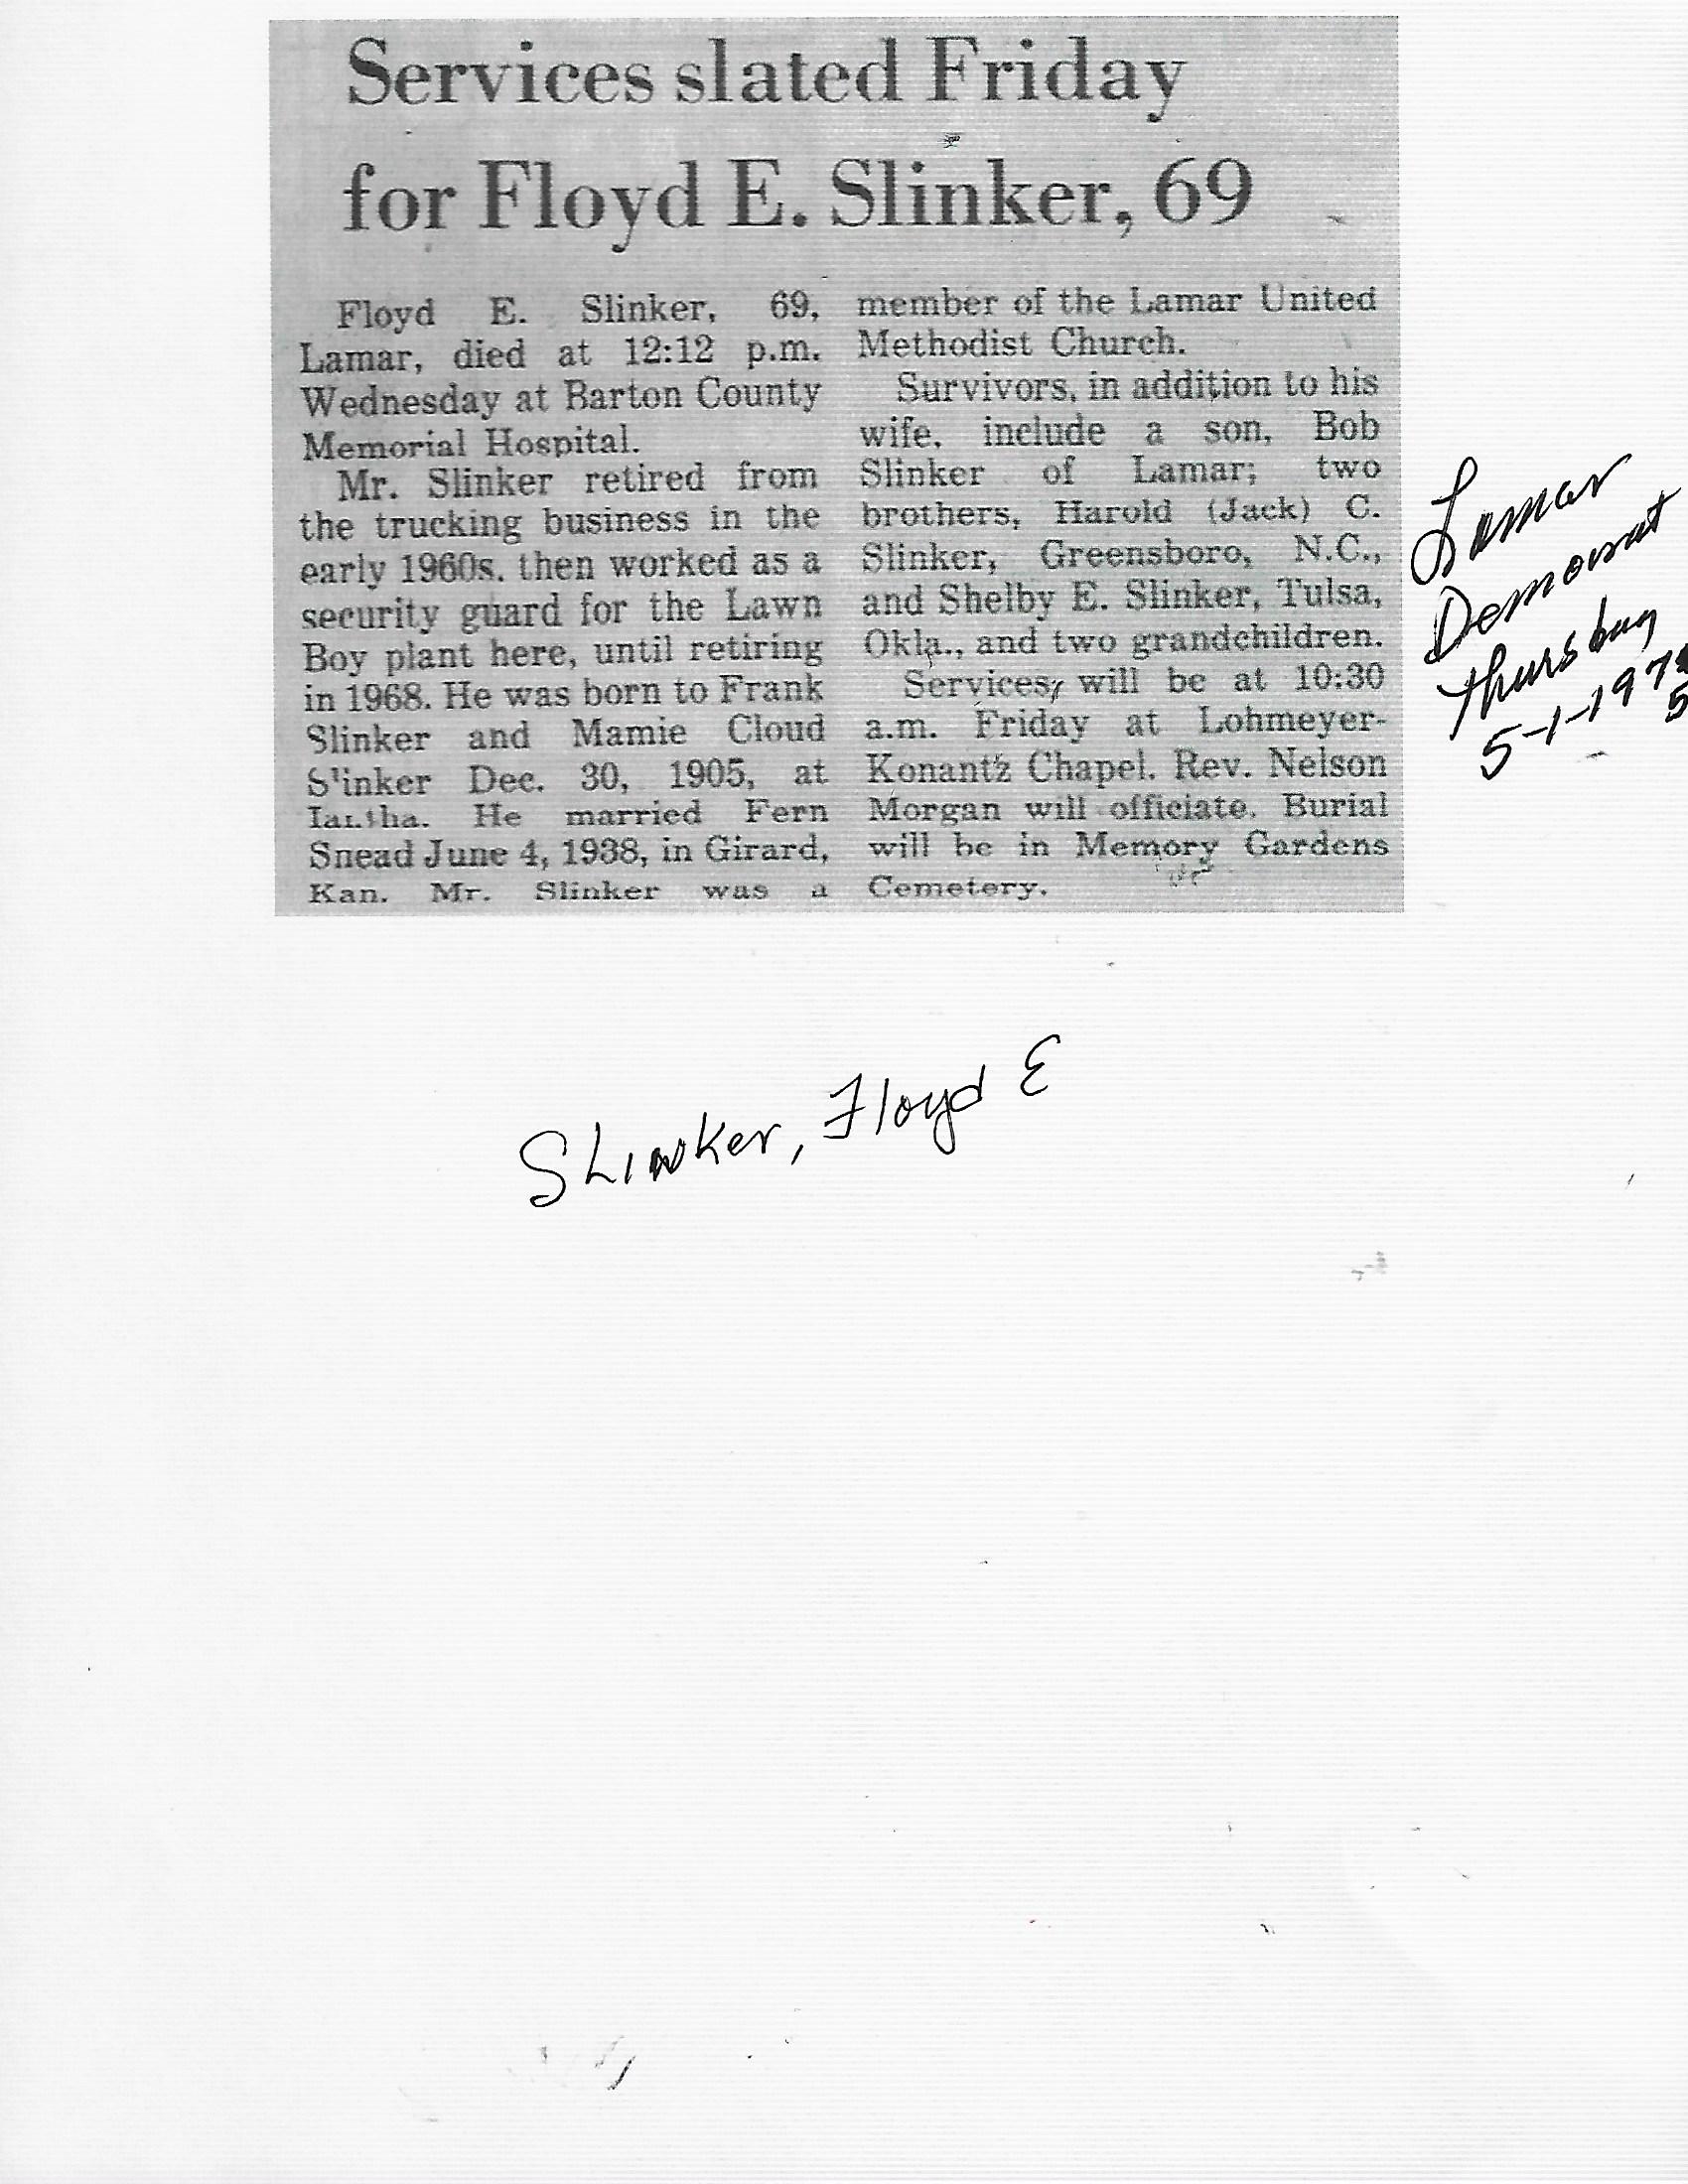 Services slated Friday
for Floyd E. Slinker, 69
Floyd E. Slinker, 69,
Lamar, died at 12:12 p.m.
Wednesday at Barton County
Memorial Hospital.
Mr. Slinker retired from
the trucking business in the
early 1960s, then worked as a
security guard for the Lawn
Boy plant here, until retiring
in 1968. He was born to Frank
Slinker and Mamie Cloud
Slinker Dec. 30, 1905, at
Iantha. He married Fern
Snead June 4, 1938, in Girard,
Kan. Mr. Slinker was a
member of the Lamar United
Methodist Church.
Survivors, in addition to his
wife, include a son, Bob
Slinker of Lamar; two
brothers, Harold (Jack) C.
Slinker, Greensboro, N.C.,
and Shelby E. Slinker, Tulsa,
Okla., and two grandchildren.
Services, will be at 10:30
a.m. Friday at Lohmeyer-
Konantz Chapel. Rev. Nelson
Morgan will officiate. Burial
will be in Memory Gardens
Cemetery.
Lamar
Democrat
Thursday
5-1-1975
Slinker, Floyd E